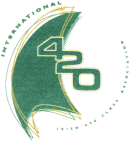 INTERNATIONAL
420
IRISH 420 CLASS ASSOCIATION